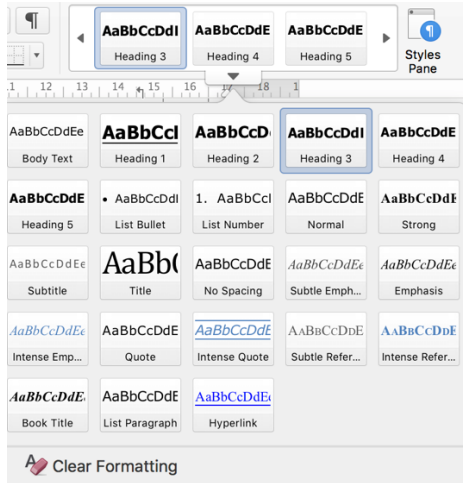 ¶
AaBbCcDdI AaBbCcDdE AaBbCcDdE
Heading 3 Heading 4 Heading 5
Styles
Pane
12 13 14 15 16 17 18 1
AaBbCcDdEe AaBbCcI AaBbCcD AaBbCcDdI AaBbCcDdE
Body Text Heading 1 Heading 2 Heading 3 Heading 4
AaBbCcDdE • AaBbCcDdI 1. AaBbCcI AaBbCcDdE AaBbCcDdE
Heading 5 List Bullet List Number Normal Strong
AaBbCcDdEe AaBb( AaBbCcDdE AaBbCcDdEe AaBbCcDdEe
Subtitle Title No Spacing Subtle Emph... Emphasis
AaBbCcDdEe AaBbCcDdE AaBbCcDdE AaBbCcDdE AaBbCcDdE
Intense Emp... Quote Intense Quote Subtle Refer... Intense Refer...
AaBbCcDdEe AaBbCcDdE AaBbCcDdEe
Book Title List Paragraph Hyperlink
Clear Formatting